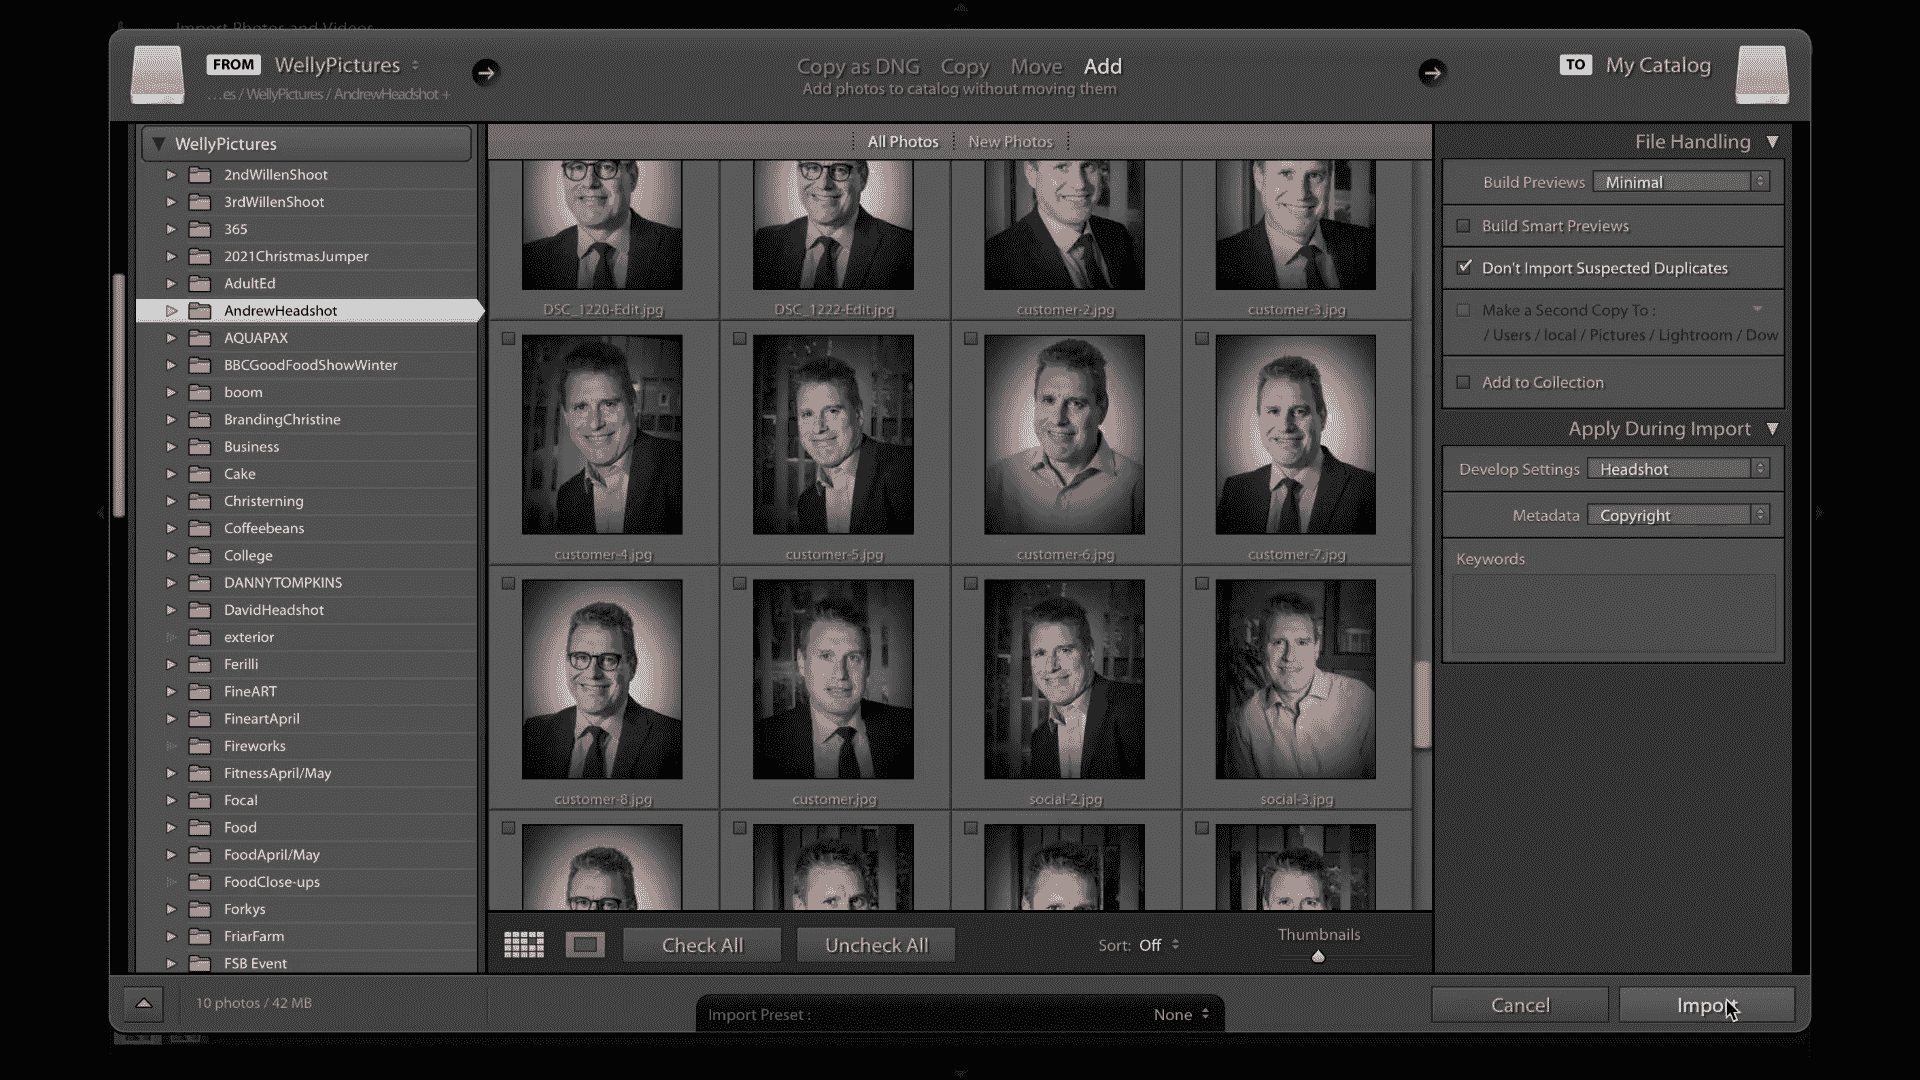 Import Photos and Videos
FROM WellyPictures
…es / WellyPictures / AndrewHeadshot +
Copy as DNG Copy Move Add
Add photos to catalog without moving them
TO My Catalog
WellyPictures
2ndWillenShoot
3rdWillenShoot
365
2021ChristmasJumper
AdultEd
AndrewHeadshot
AQUAPAX
BBCGoodFoodShowWinter
boom
BrandingChristine
Business
Cake
Christerning
Coffeebeans
College
DANNYTOMPKINS
DavidHeadshot
exterior
Ferilli
FineART
FineartApril
Fireworks
FitnessApril/May
Focal
Food
FoodApril/May
FoodClose-ups
Forkys
FriarFarm
FSB Event
All Photos New Photos
DSC_1220-Edit.jpg DSC_1222-Edit.jpg customer-2.jpg customer-3.jpg
customer-4.jpg customer-5.jpg customer-6.jpg customer-7.jpg
customer-8.jpg customer.jpg social-2.jpg social-3.jpg
Check All Uncheck All Sort: Off Thumbnails
File Handling
Build Previews Minimal
Build Smart Previews
Don't Import Suspected Duplicates
Make a Second Copy To :
/ Users / local / Pictures / Lightroom / Dow
Add to Collection
Apply During Import
Develop Settings Headshot
Metadata Copyright
Keywords
10 photos / 42 MB
Import Preset : None
Cancel Import